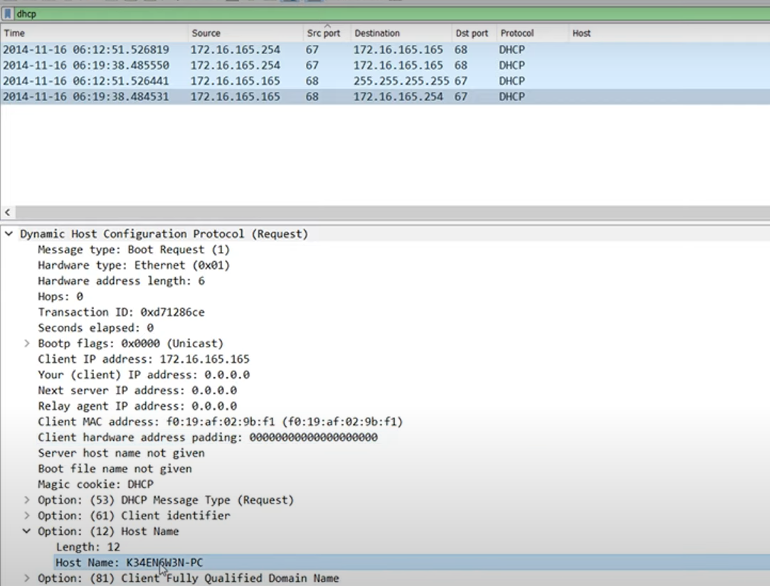 dhcp
Time Source Src port Destination Dst port Protocol Host
2014-11-16 06:12:51.526819 172.16.165.254 67 172.16.165.165 68 DHCP
2014-11-16 06:19:38.485550 172.16.165.254 67 172.16.165.165 68 DHCP
2014-11-16 06:12:51.526441 172.16.165.165 68 255.255.255.255 67 DHCP
2014-11-16 06:19:38.484531 172.16.165.165 68 172.16.165.254 67 DHCP
Dynamic Host Configuration Protocol (Request)
Message type: Boot Request (1)
Hardware type: Ethernet (0x01)
Hardware address length: 6
Hops: 0
Transaction ID: 0xd71286ce
Seconds elapsed: 0
Bootp flags: 0x0000 (Unicast)
Client IP address: 172.16.165.165
Your (client) IP address: 0.0.0.0
Next server IP address: 0.0.0.0
Relay agent IP address: 0.0.0.0
Client MAC address: f0:19:af:02:9b:f1 (f0:19:af:02:9b:f1)
Client hardware address padding: 00000000000000000000
Server host name not given
Boot file name not given
Magic cookie: DHCP
Option: (53) DHCP Message Type (Request)
Option: (61) Client identifier
Option: (12) Host Name
Length: 12
Host Name: K34EN6W3N-PC
Option: (81) Client Fully Qualified Domain Name